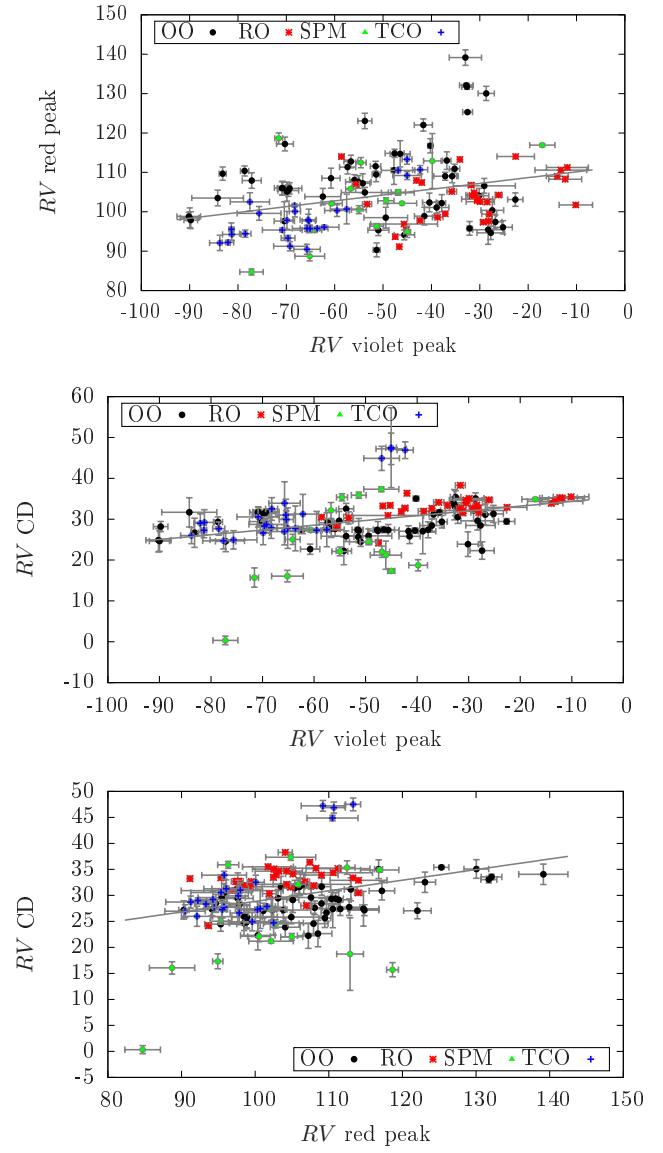 OO RO SPM TCO
150
140
130
120
110
100
90
80
RV red peak
-100 -90 -80 -70 -60 -50 -40 -30 -20 -10 0
RV violet peak
OO RO SPM TCO
60
50
40
30
20
10
0
-10
RV CD
-100 -90 -80 -70 -60 -50 -40 -30 -20 -10 0
RV violet peak
50
45
40
35
30
25
20
15
10
5
0
-5
RV CD
OO RO SPM TCO
80 90 100 110 120 130 140 150
RV red peak